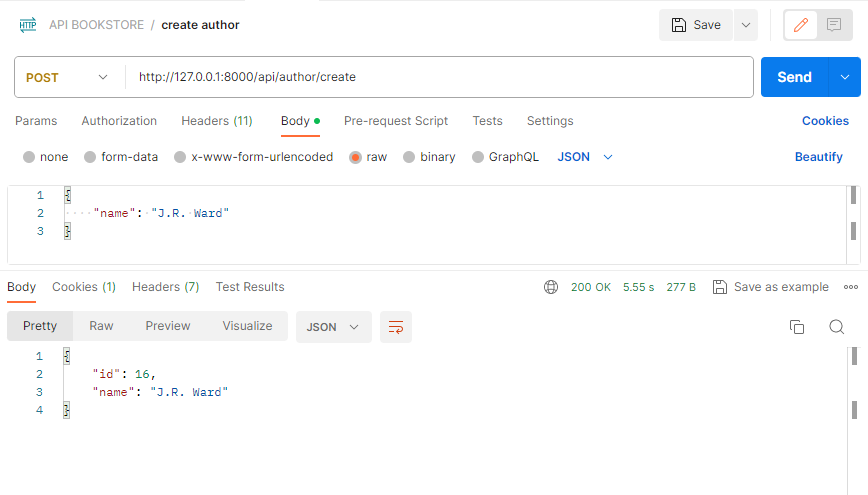 HTTP API BOOKSTORE / create author Save
POST http://127.0.0.1:8000/api/author/create Send
Params Authorization Headers (11) Body Pre-request Script Tests Settings Cookies
none form-data x-www-form-urlencoded raw binary GraphQL JSON Beautify
1 {
2 "name": "J.R. Ward"
3 }
Body Cookies (1) Headers (7) Test Results 200 OK 5.55 s 277 B Save as example
Pretty Raw Preview Visualize JSON
1 {
2 "id": 16,
3 "name": "J.R. Ward"
4 }